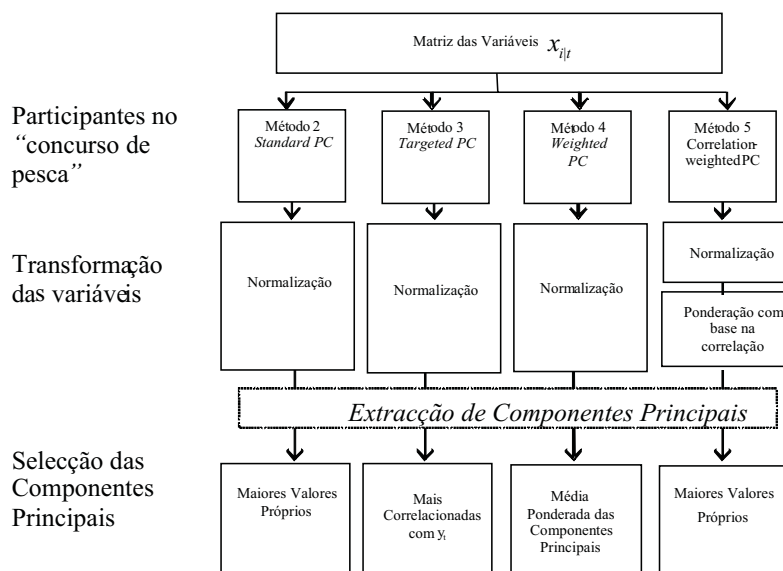 Matriz das Variáveis x_{i|t}
Participantes no
“concurso de
pesca”
Método 2
Standard PC
Método 3
Targeted PC
Método 4
Weighted
PC
Método 5
Correlation-
weighted PC
Transformação
das variáveis
Normalização
Normalização
Normalização
Normalização
Ponderação com
base na
correlação
Extracção de Componentes Principais
Selecção das
Componentes
Principais
Maiores Valores
Próprios
Mais
Correlacionadas
com y_t
Média
Ponderada das
Componentes
Principais
Maiores Valores
Próprios